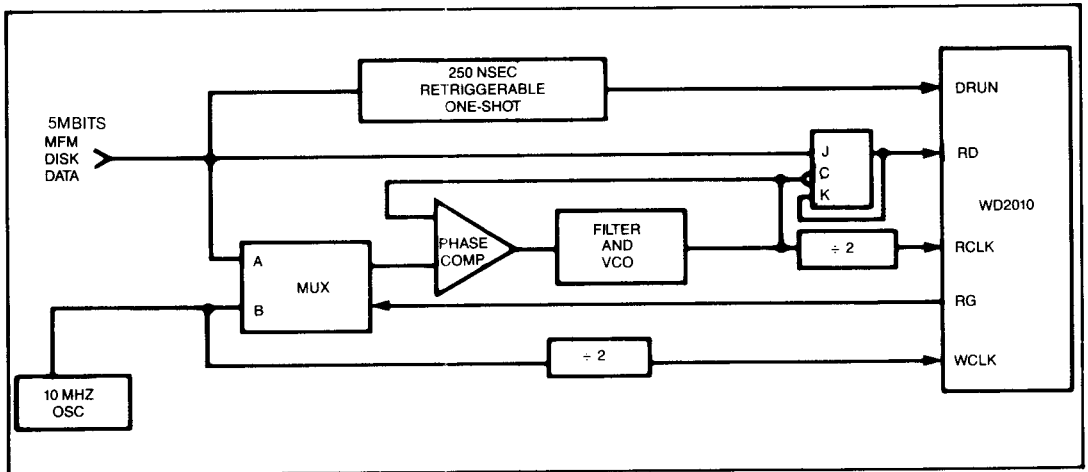 250 NSEC
RETRIGGERABLE
ONE-SHOT
DRUN
5MBITS
MFM
DISK
DATA
J
C
K
RD
WD2010
PHASE
COMP
FILTER
AND
VCO
÷ 2
RCLK
A
B
MUX
RG
÷ 2
WCLK
10 MHZ
OSC